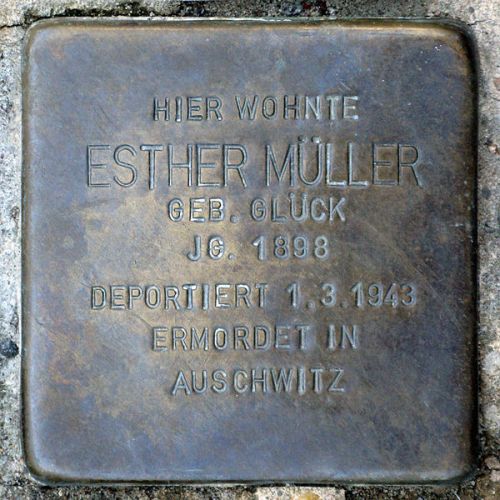 HIER WOHNTE
ESTHER MÜLLER
GEB. GLÜCK
JG. 1898
DEPORTIERT 1.3.1943
ERMORDET IN
AUSCHWITZ